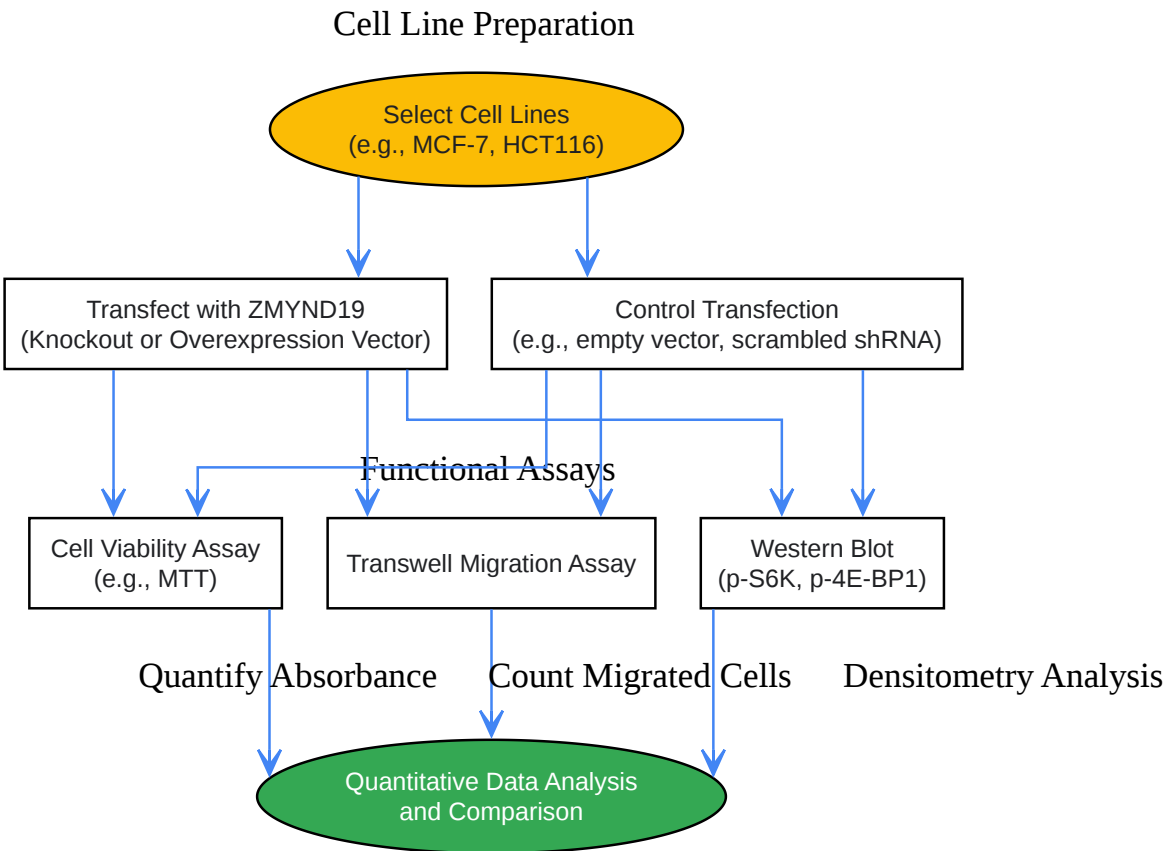 Cell Line Preparation
Select Cell Lines
(e.g., MCF-7, HCT116)
Transfect with ZMYND19
(Knockout or Overexpression Vector)
Control Transfection
(e.g., empty vector, scrambled shRNA)
Functional Assays
Cell Viability Assay
(e.g., MTT)
Transwell Migration Assay
Western Blot
(p-S6K, p-4E-BP1)
Quantify Absorbance
Count Migrated Cells
Densitometry Analysis
Quantitative Data Analysis
and Comparison